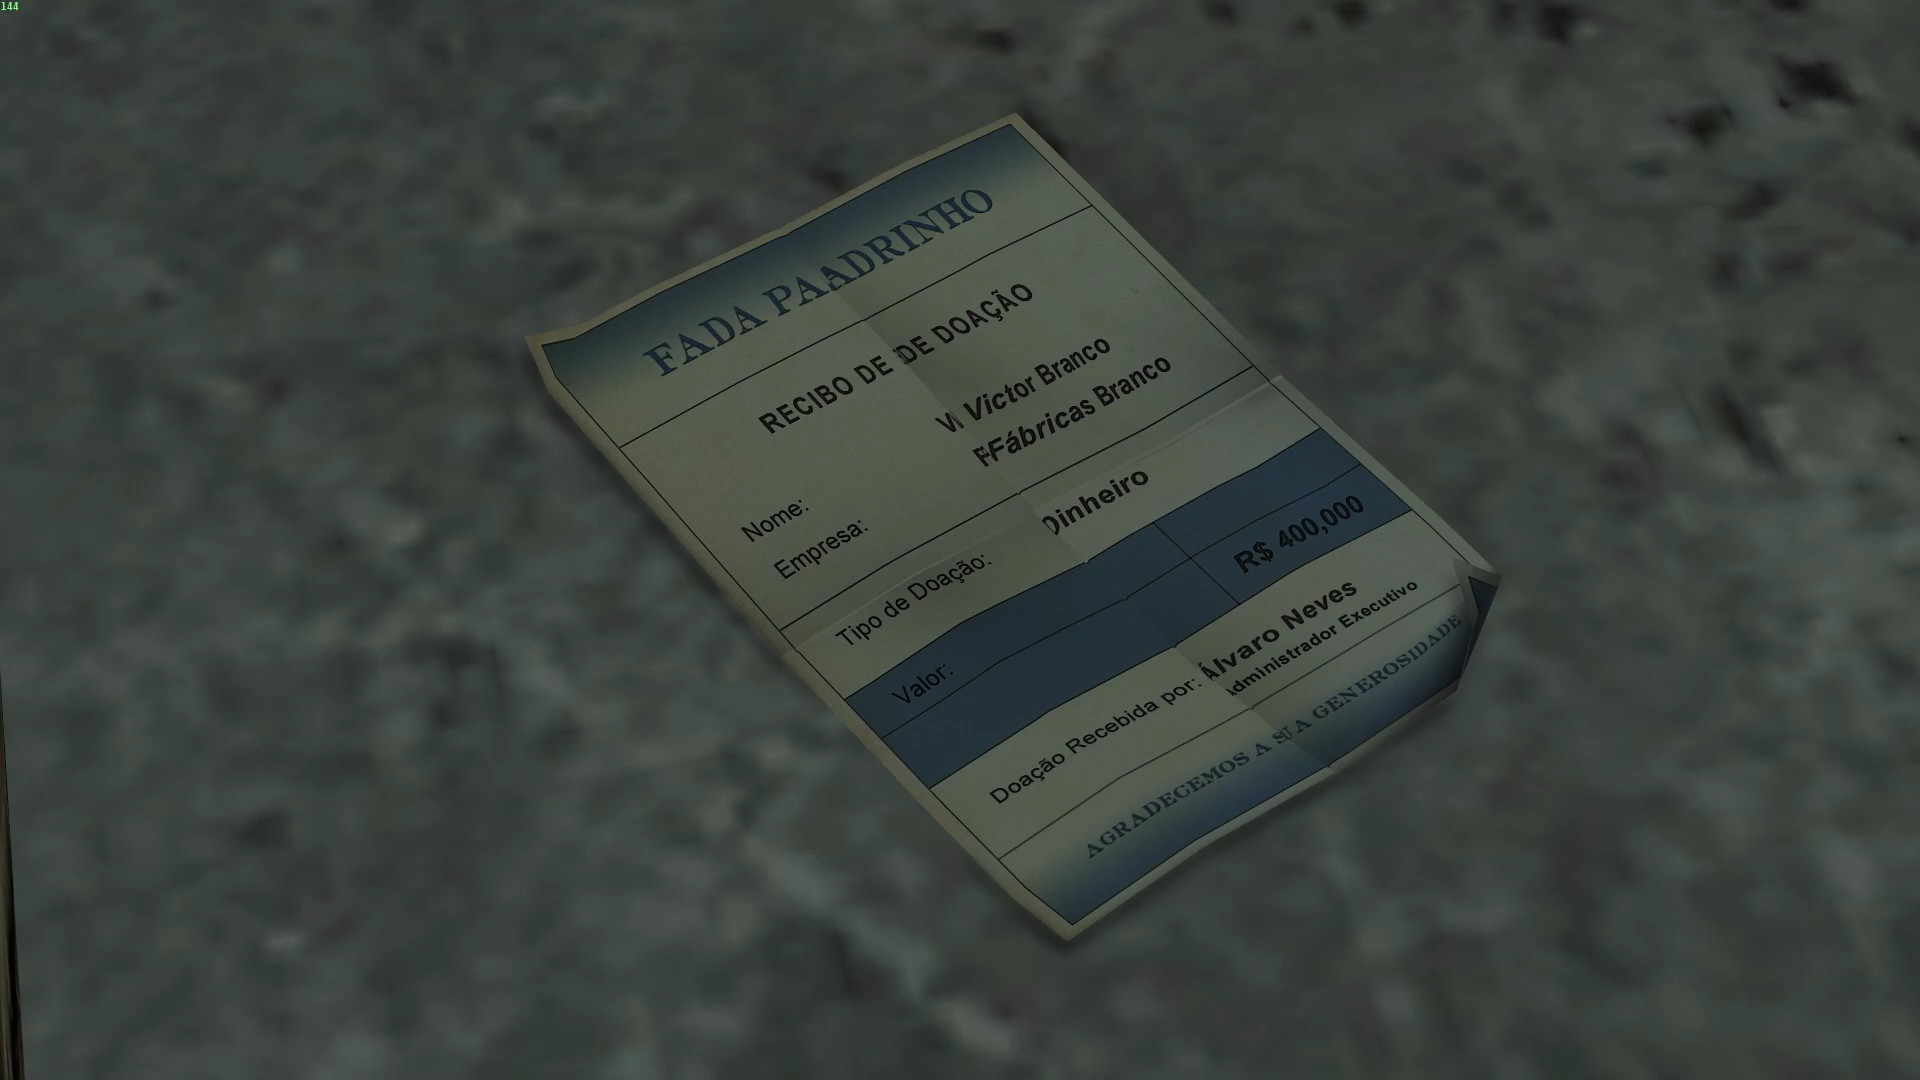 144
FADA PAADRINHO
RECIBO DE DE DOAÇÃO
Nome: Victor Branco
Empresa: Fábricas Branco
Tipo de Doação: Dinheiro
Valor: R$ 400,000
Doação Recebida por: Álvaro Neves
Administrador Executivo
AGRADECEMOS A SUA GENEROSIDADE